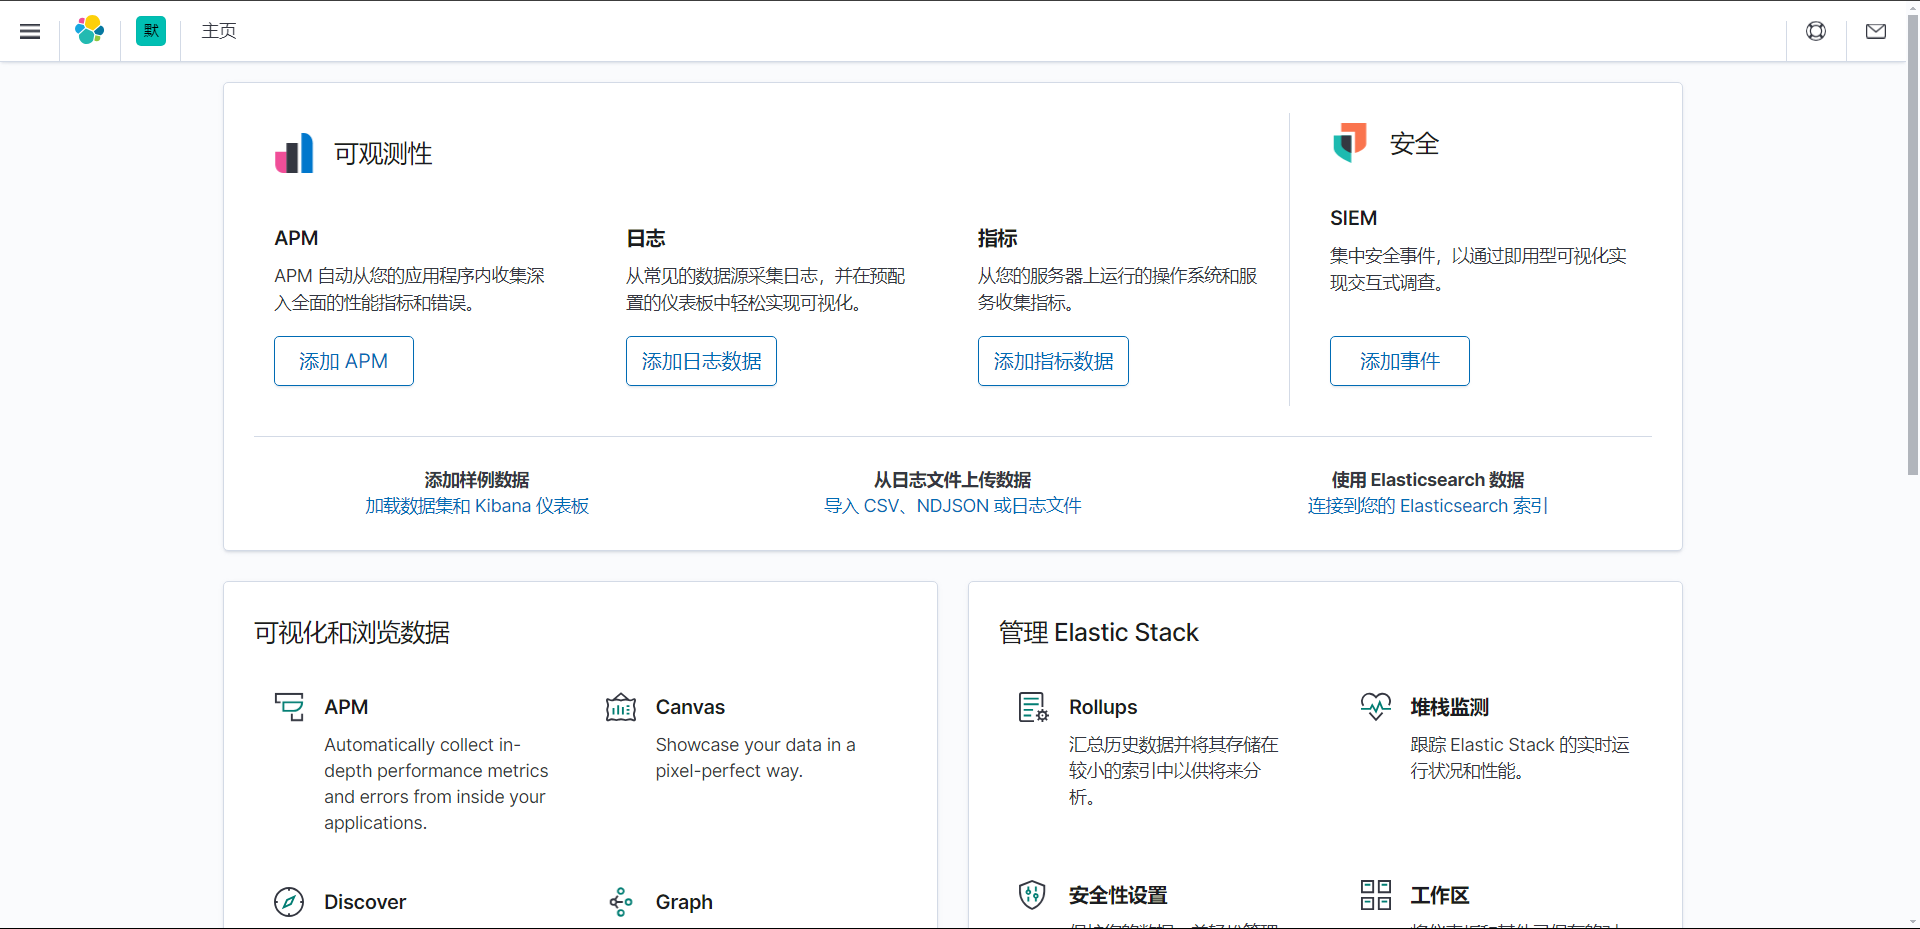 默
主页
可观测性
安全
APM
APM 自动从您的应用程序内收集深
入全面的性能指标和错误。
添加 APM
日志
从常见的数据源采集日志，并在预配
置的仪表板中轻松实现可视化。
添加日志数据
指标
从您的服务器上运行的操作系统和服
务收集指标。
添加指标数据
SIEM
集中安全事件，以通过即用型可视化实
现交互式调查。
添加事件
添加样例数据
加载数据集和 Kibana 仪表板
从日志文件上传数据
导入 CSV、NDJSON 或日志文件
使用 Elasticsearch 数据
连接到您的 Elasticsearch 索引
可视化和浏览数据
APM
Automatically collect in-
depth performance metrics
and errors from inside your
applications.
Canvas
Showcase your data in a
pixel-perfect way.
Discover
Graph
管理 Elastic Stack
Rollups
汇总历史数据并将其存储在
较小的索引中以供将来分
析。
堆栈监测
跟踪 Elastic Stack 的实时运
行状况和性能。
安全性设置
工作区